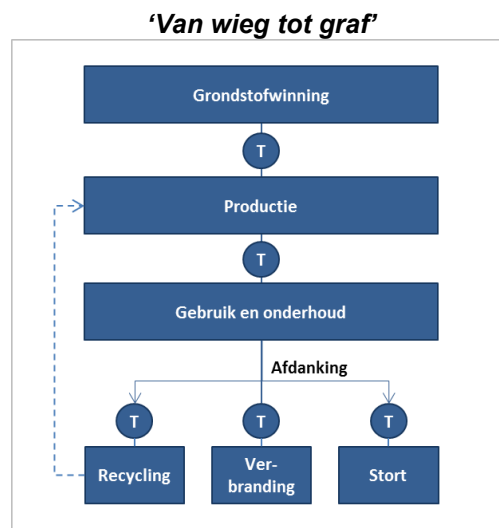 ‘Van wieg tot graf’
Grondstofwinning
T
Productie
T
Gebruik en onderhoud
Afdanking
T T T
Recycling
Ver-
branding
Stort